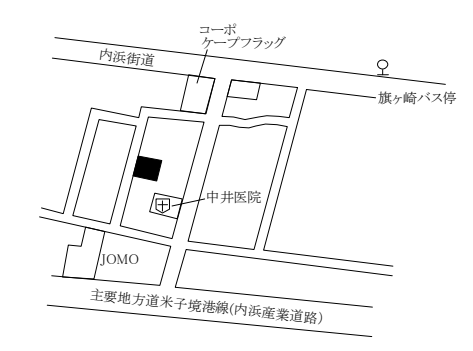 コーポ
ケープフラッグ
内浜街道
旗ヶ崎バス停
中井医院
JOMO
主要地方道米子境港線(内浜産業道路)